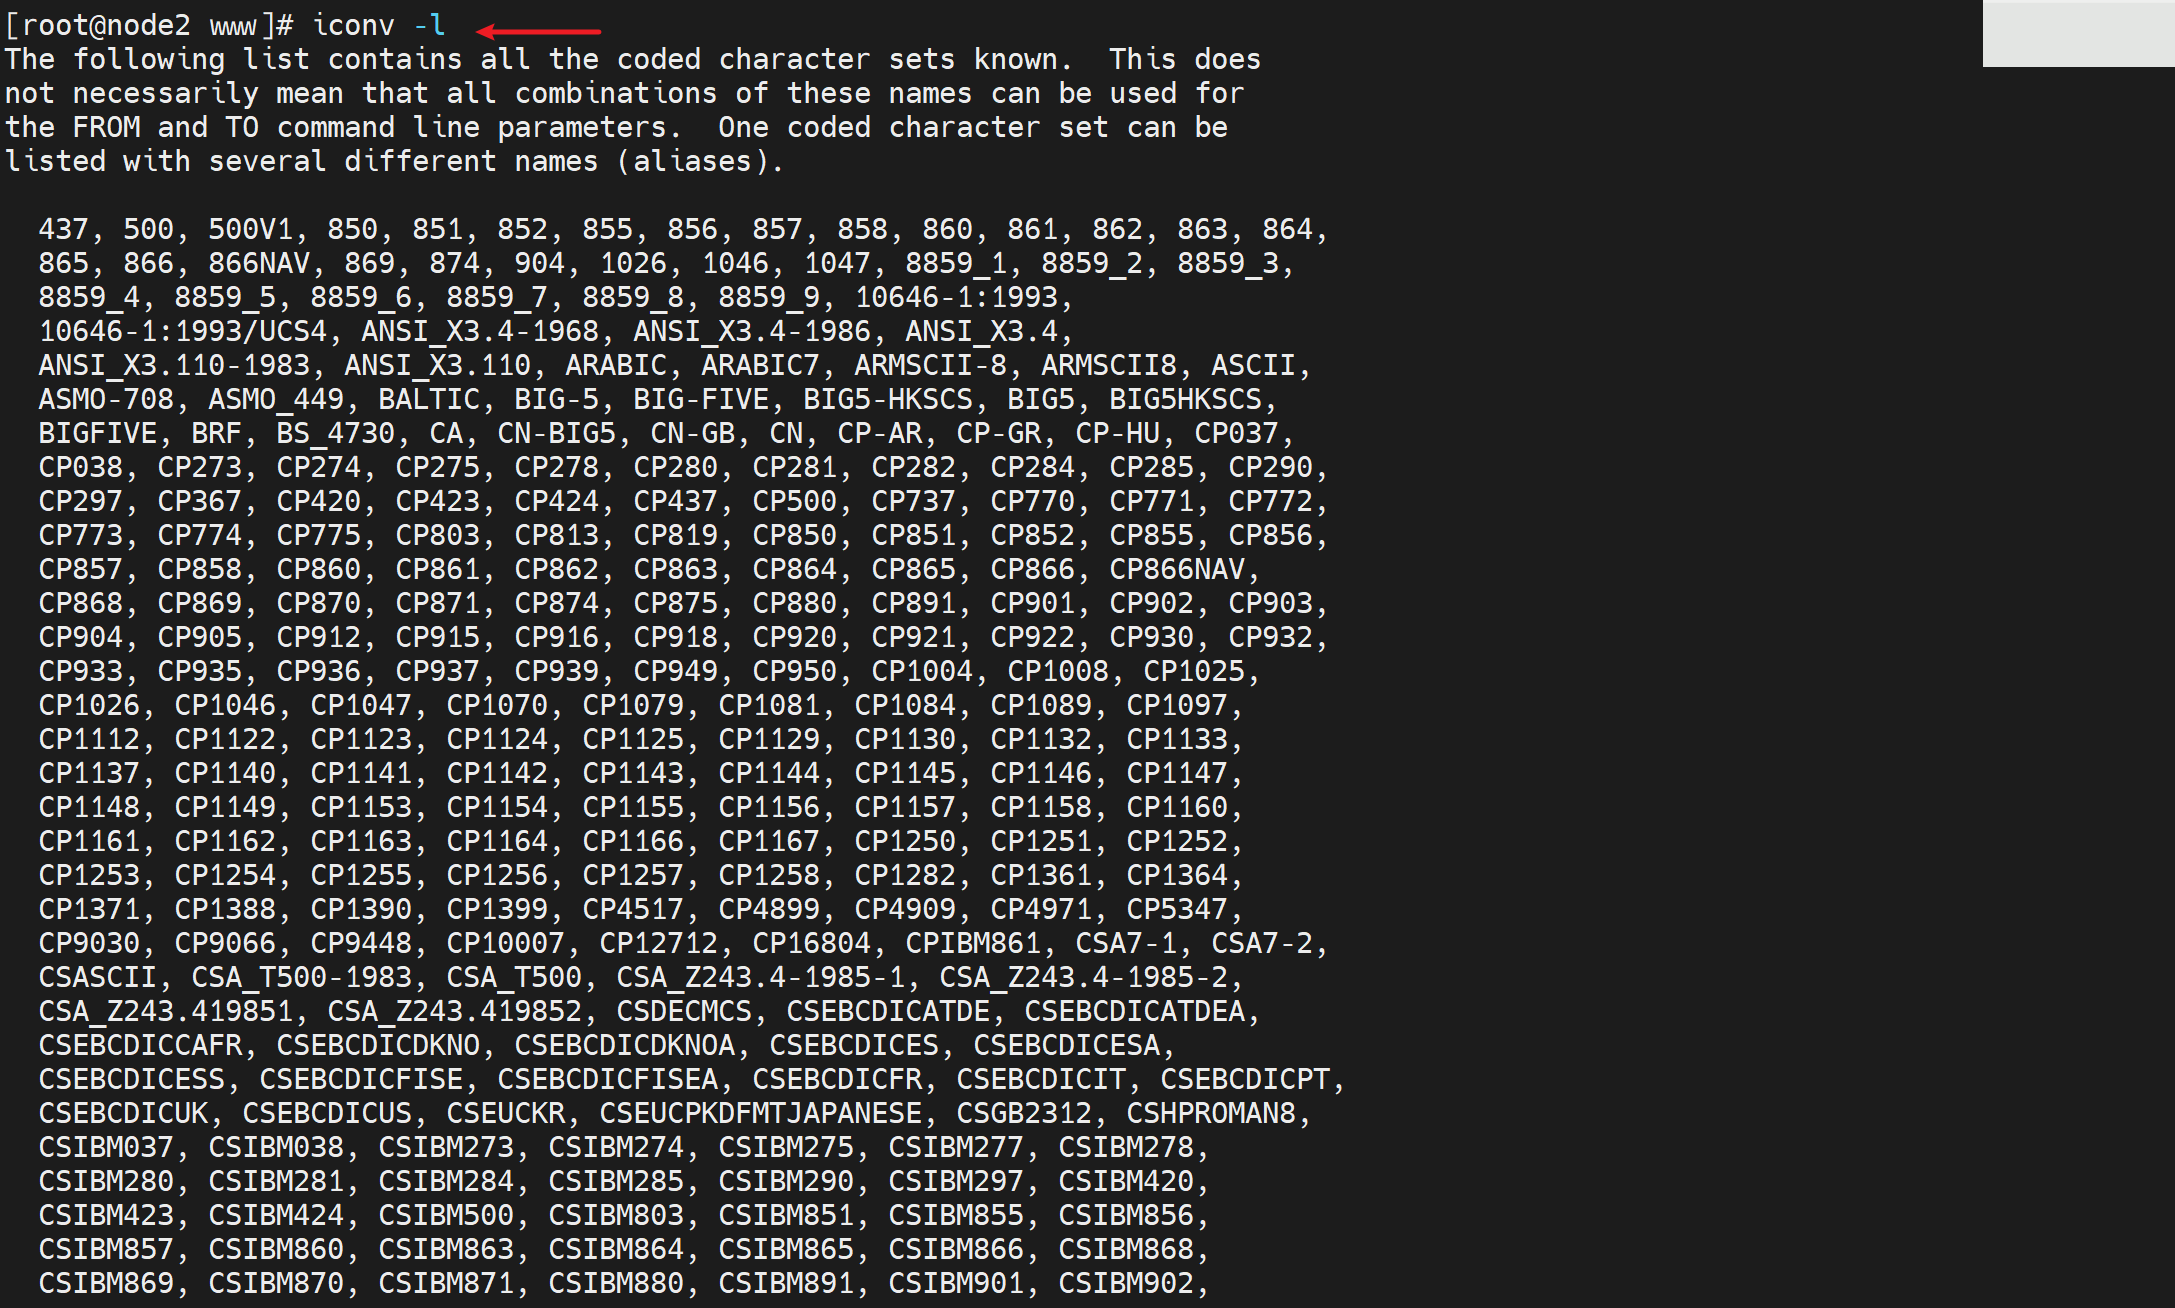 [root@node2 www]# iconv -l
The following list contains all the coded character sets known.  This does
not necessarily mean that all combinations of these names can be used for
the FROM and TO command line parameters.  One coded character set can be
listed with several different names (aliases).

  437, 500, 500V1, 850, 851, 852, 855, 856, 857, 858, 860, 861, 862, 863, 864,
  865, 866, 866NAV, 869, 874, 904, 1026, 1046, 1047, 8859_1, 8859_2, 8859_3,
  8859_4, 8859_5, 8859_6, 8859_7, 8859_8, 8859_9, 10646-1:1993,
  10646-1:1993/UCS4, ANSI_X3.4-1968, ANSI_X3.4-1986, ANSI_X3.4,
  ANSI_X3.110-1983, ANSI_X3.110, ARABIC, ARABIC7, ARMSCII-8, ARMSCII8, ASCII,
  ASMO-708, ASMO_449, BALTIC, BIG-5, BIG-FIVE, BIG5-HKSCS, BIG5, BIG5HKSCS,
  BIGFIVE, BRF, BS_4730, CA, CN-BIG5, CN-GB, CN, CP-AR, CP-GR, CP-HU, CP037,
  CP038, CP273, CP274, CP275, CP278, CP280, CP281, CP282, CP284, CP285, CP290,
  CP297, CP367, CP420, CP423, CP424, CP437, CP500, CP737, CP770, CP771, CP772,
  CP773, CP774, CP775, CP803, CP813, CP819, CP850, CP851, CP852, CP855, CP856,
  CP857, CP858, CP860, CP861, CP862, CP863, CP864, CP865, CP866, CP866NAV,
  CP868, CP869, CP870, CP871, CP874, CP875, CP880, CP891, CP901, CP902, CP903,
  CP904, CP905, CP912, CP915, CP916, CP918, CP920, CP921, CP922, CP930, CP932,
  CP933, CP935, CP936, CP937, CP939, CP949, CP950, CP1004, CP1008, CP1025,
  CP1026, CP1046, CP1047, CP1070, CP1079, CP1081, CP1084, CP1089, CP1097,
  CP1112, CP1122, CP1123, CP1124, CP1125, CP1129, CP1130, CP1132, CP1133,
  CP1137, CP1140, CP1141, CP1142, CP1143, CP1144, CP1145, CP1146, CP1147,
  CP1148, CP1149, CP1153, CP1154, CP1155, CP1156, CP1157, CP1158, CP1160,
  CP1161, CP1162, CP1163, CP1164, CP1166, CP1167, CP1250, CP1251, CP1252,
  CP1253, CP1254, CP1255, CP1256, CP1257, CP1258, CP1282, CP1361, CP1364,
  CP1371, CP1388, CP1390, CP1399, CP4517, CP4899, CP4909, CP4971, CP5347,
  CP9030, CP9066, CP9448, CP10007, CP12712, CP16804, CPIBM861, CSA7-1, CSA7-2,
  CSASCII, CSA_T500-1983, CSA_T500, CSA_Z243.4-1985-1, CSA_Z243.4-1985-2,
  CSA_Z243.419851, CSA_Z243.419852, CSDECMCS, CSEBCDICATDE, CSEBCDICATDEA,
  CSEBCDICCAFR, CSEBCDICDKNO, CSEBCDICDKNOA, CSEBCDICES, CSEBCDICESA,
  CSEBCDICESS, CSEBCDICFISE, CSEBCDICFISEA, CSEBCDICFR, CSEBCDICIT, CSEBCDICPT,
  CSEBCDICUK, CSEBCDICUS, CSEUCKR, CSEUCPKDFMTJAPANESE, CSGB2312, CSHPROMAN8,
  CSIBM037, CSIBM038, CSIBM273, CSIBM274, CSIBM275, CSIBM277, CSIBM278,
  CSIBM280, CSIBM281, CSIBM284, CSIBM285, CSIBM290, CSIBM297, CSIBM420,
  CSIBM423, CSIBM424, CSIBM500, CSIBM803, CSIBM851, CSIBM855, CSIBM856,
  CSIBM857, CSIBM860, CSIBM863, CSIBM864, CSIBM865, CSIBM866, CSIBM868,
  CSIBM869, CSIBM870, CSIBM871, CSIBM880, CSIBM891, CSIBM901, CSIBM902,